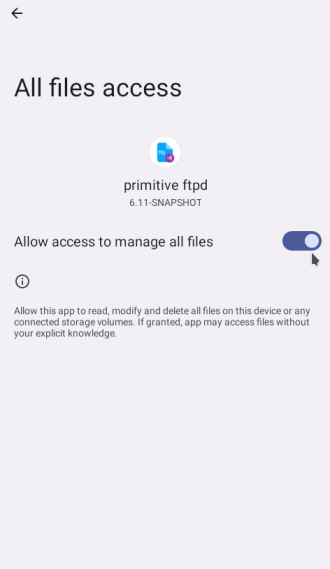 All files access
primitive ftpd
6.11-SNAPSHOT
Allow access to manage all files
Allow this app to read, modify and delete all files on this device or any
connected storage volumes. If granted, app may access files without
your explicit knowledge.